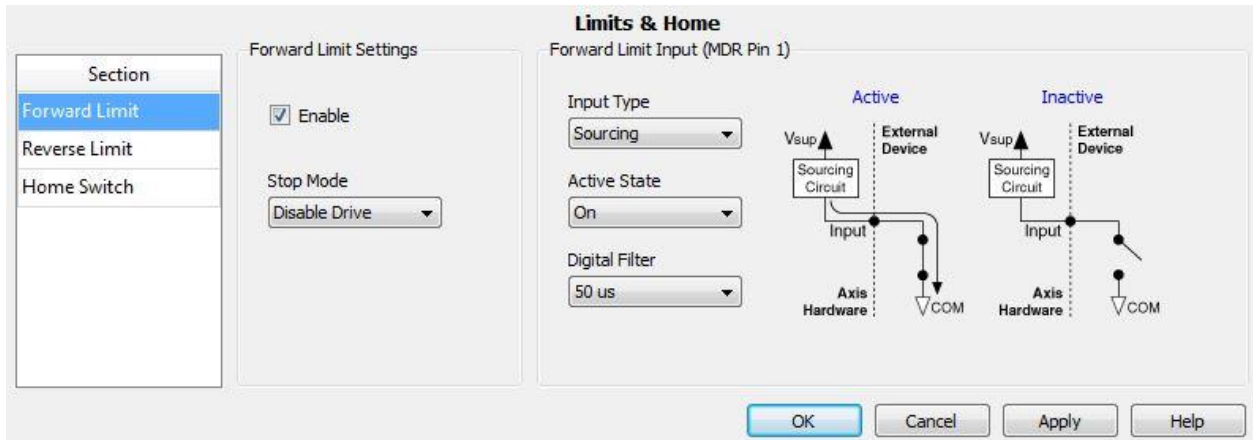 Limits & Home
Section
Forward Limit
Reverse Limit
Home Switch
Forward Limit Settings
Enable
Stop Mode
Disable Drive
Forward Limit Input (MDR Pin 1)
Input Type
Sourcing
Active State
On
Digital Filter
50 us
Active
Vsup
External
Device
Sourcing
Circuit
Input
Axis
Hardware
COM
Inactive
Vsup
External
Device
Sourcing
Circuit
Input
Axis
Hardware
COM
OK
Cancel
Apply
Help